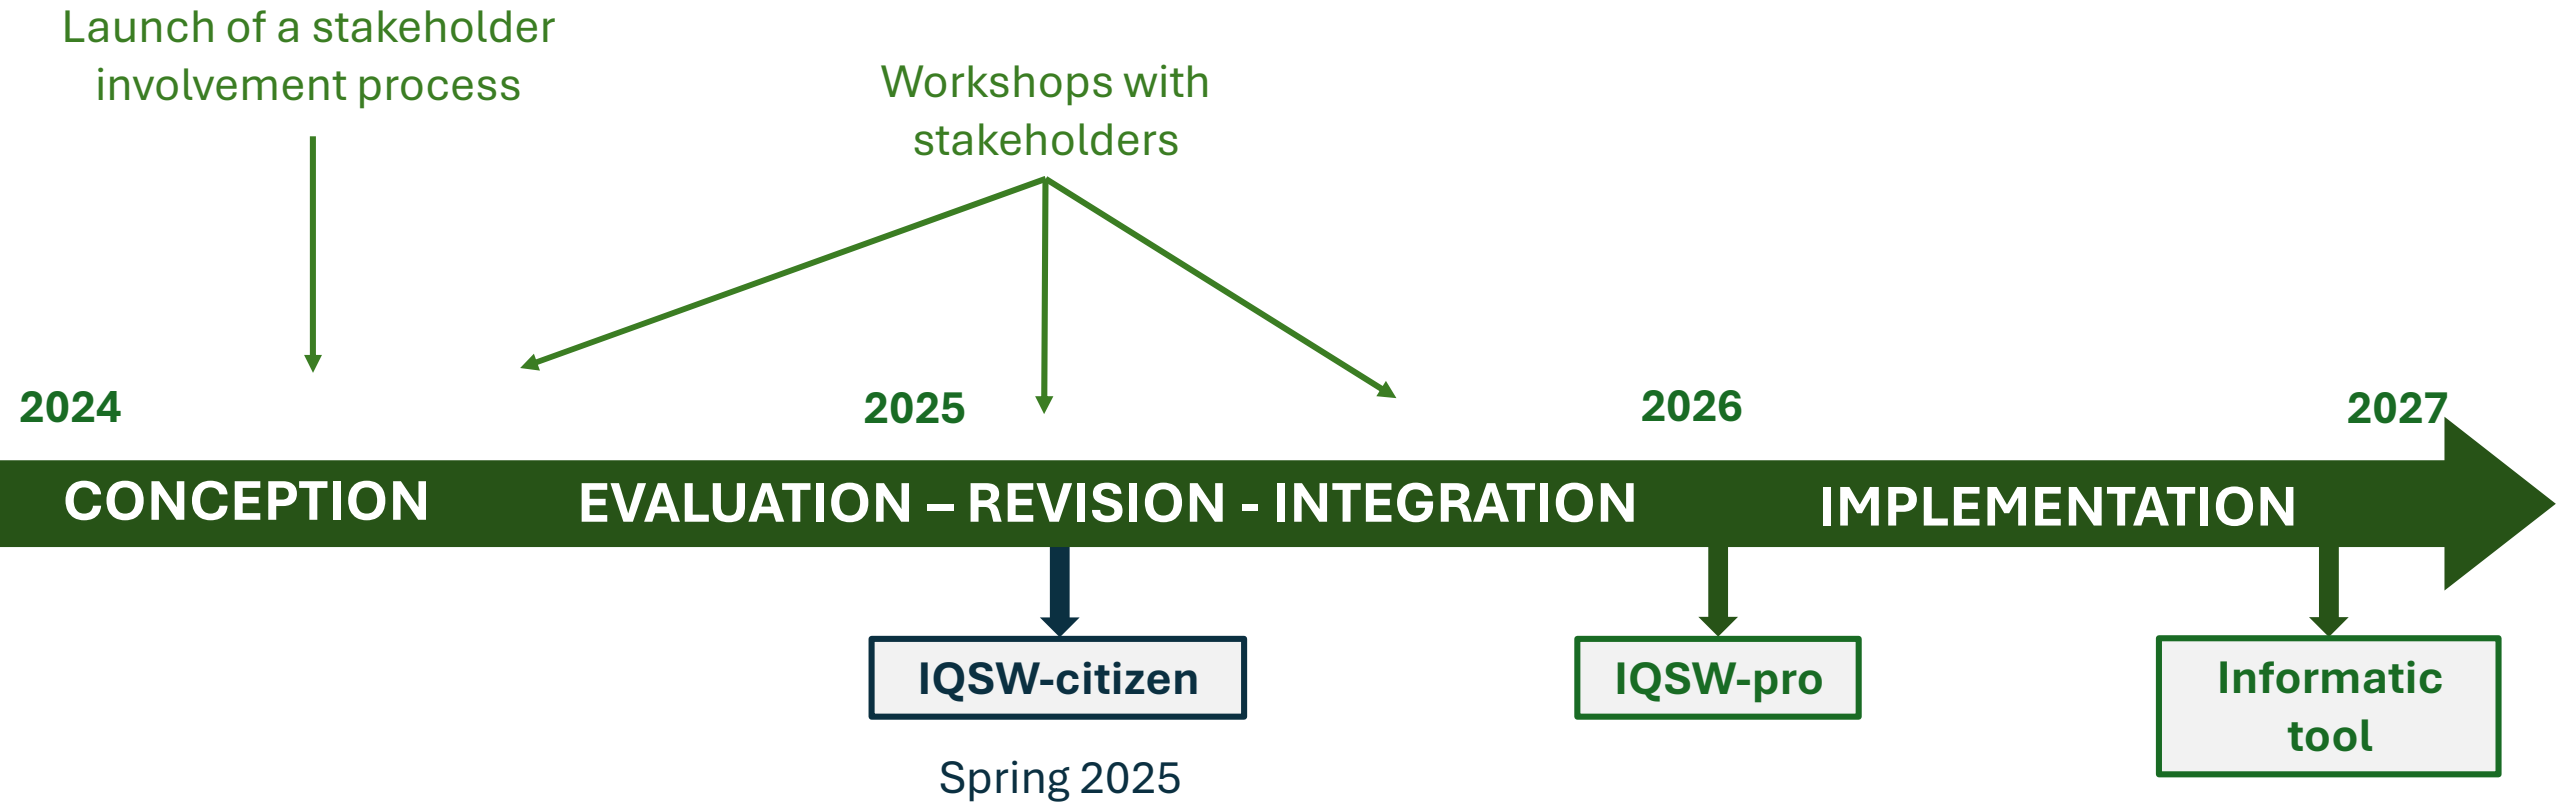 Launch of a stakeholder
involvement process
Workshops with
stakeholders
2024
2025
2026
2027
CONCEPTION
EVALUATION – REVISION - INTEGRATION
IMPLEMENTATION
IQSW-citizen
IQSW-pro
Informatic
tool
Spring 2025